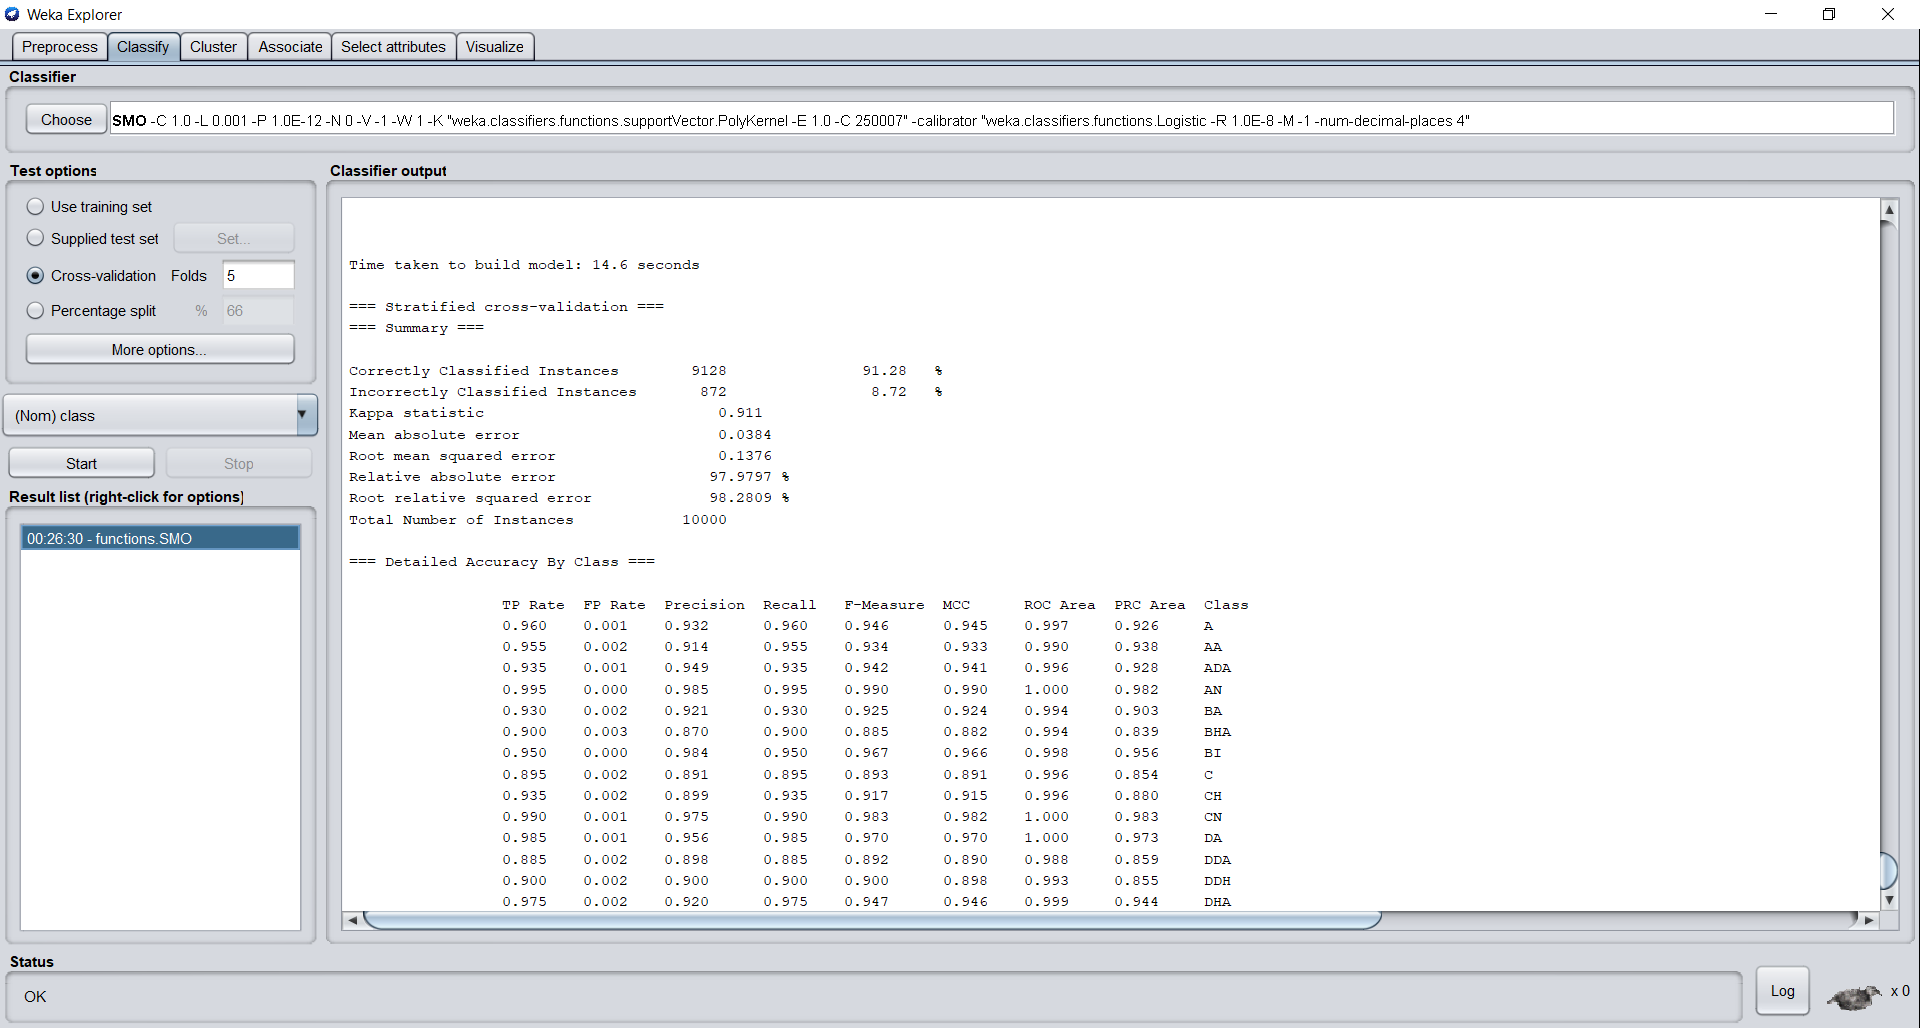 Weka Explorer
Preprocess Classify Cluster Associate Select attributes Visualize
Classifier
Choose SMO -C 1.0 -L 0.001 -P 1.0E-12 -N 0 -V -1 -W 1 -K "weka.classifiers.functions.supportVector.PolyKernel -E 1.0 -C 250007" -calibrator "weka.classifiers.functions.Logistic -R 1.0E-8 -M -1 -num-decimal-places 4"
Test options
Use training set
Supplied test set Set...
Cross-validation Folds 5
Percentage split % 66
More options...
(Nom) class
Start Stop
Result list (right-click for options)
00:26:30 - functions.SMO
Classifier output
Time taken to build model: 14.6 seconds
=== Stratified cross-validation ===
=== Summary ===
Correctly Classified Instances 9128 91.28 %
Incorrectly Classified Instances 872 8.72 %
Kappa statistic 0.911
Mean absolute error 0.0384
Root mean squared error 0.1376
Relative absolute error 97.9797 %
Root relative squared error 98.2809 %
Total Number of Instances 10000
=== Detailed Accuracy By Class ===
TP Rate FP Rate Precision Recall F-Measure MCC ROC Area PRC Area Class
0.960 0.001 0.932 0.960 0.946 0.945 0.997 0.926 A
0.955 0.002 0.914 0.955 0.934 0.933 0.990 0.938 AA
0.935 0.001 0.949 0.935 0.942 0.941 0.996 0.928 ADA
0.995 0.000 0.985 0.995 0.990 0.990 1.000 0.982 AN
0.930 0.002 0.921 0.930 0.925 0.924 0.994 0.903 BA
0.900 0.003 0.870 0.900 0.885 0.882 0.994 0.839 BHA
0.950 0.000 0.984 0.950 0.967 0.966 0.998 0.956 BI
0.895 0.002 0.891 0.895 0.893 0.891 0.996 0.854 C
0.935 0.002 0.899 0.935 0.917 0.915 0.996 0.880 CH
0.990 0.001 0.975 0.990 0.983 0.982 1.000 0.983 CN
0.985 0.001 0.956 0.985 0.970 0.970 1.000 0.973 DA
0.885 0.002 0.898 0.885 0.892 0.890 0.988 0.859 DDA
0.900 0.002 0.900 0.900 0.900 0.898 0.993 0.855 DDH
0.975 0.002 0.920 0.975 0.947 0.946 0.999 0.944 DHA
Status
OK
Log
x 0